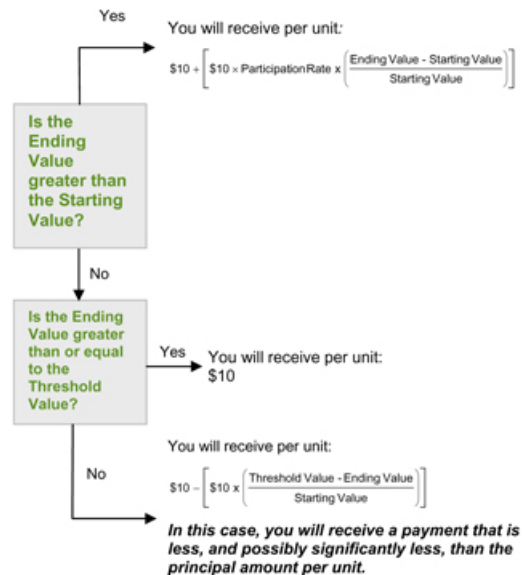 Yes
You will receive per unit:
$10 + [ $10 × Participation Rate x ( Ending Value - Starting Value
Starting Value ) ]
Is the
Ending
Value
greater than
the Starting
Value?
No
Is the Ending
Value greater
than or equal
to the
Threshold
Value?
Yes
You will receive per unit:
$10
You will receive per unit:
No
$10 – [ $10 x ( Threshold Value - Ending Value
Starting Value ) ]
In this case, you will receive a payment that is
less, and possibly significantly less, than the
principal amount per unit.